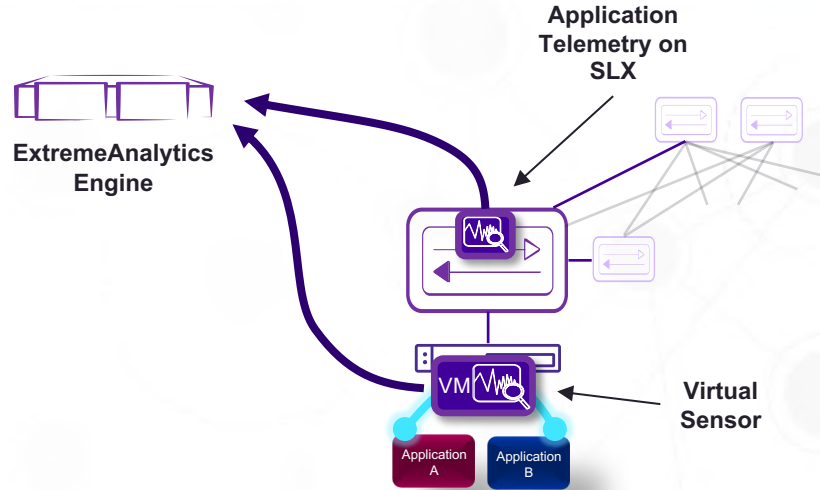 Application
Telemetry on
SLX
ExtremeAnalytics
Engine
VM
Virtual
Sensor
Application
A
Application
B